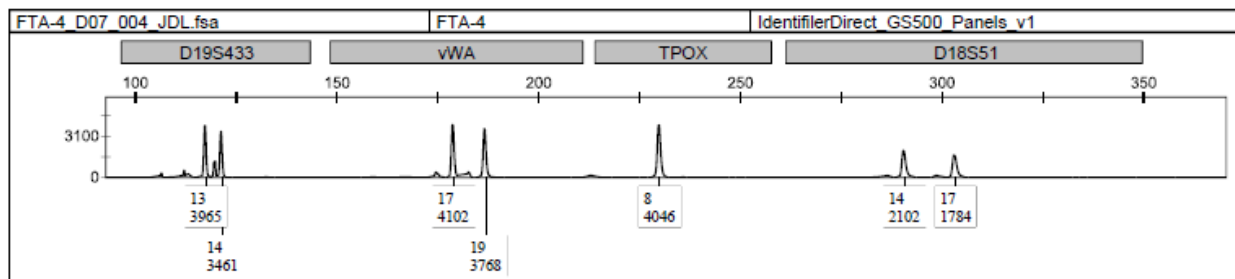 FTA-4_D07_004_JDL.fsa FTA-4 IdentifilerDirect_GS500_Panels_v1
D19S433 vWA TPOX D18S51
100 150 200 250 300 350
3100
0
13 17 8 14 17
3965 4102 4046 2102 1784
14 19
3461 3768